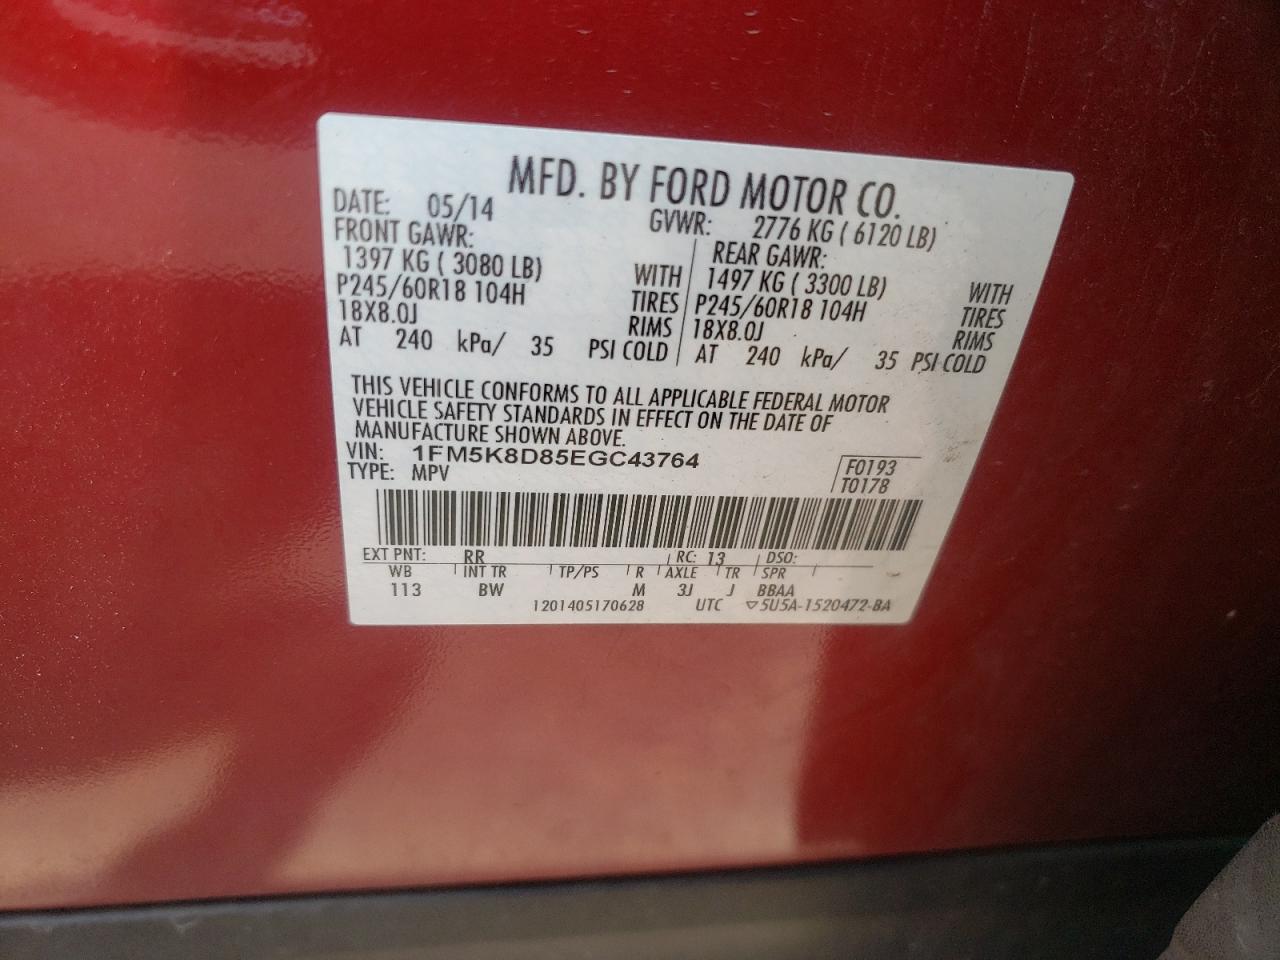 MFD. BY FORD MOTOR CO.
DATE: 05/14 GVWR: 2776 KG ( 6120 LB)
FRONT GAWR: REAR GAWR:
1397 KG ( 3080 LB) WITH 1497 KG ( 3300 LB) WITH
P245/60R18 104H TIRES P245/60R18 104H TIRES
18X8.0J RIMS 18X8.0J RIMS
AT 240 kPa/ 35 PSI COLD AT 240 kPa/ 35 PSI COLD
THIS VEHICLE CONFORMS TO ALL APPLICABLE FEDERAL MOTOR
VEHICLE SAFETY STANDARDS IN EFFECT ON THE DATE OF
MANUFACTURE SHOWN ABOVE.
VIN: 1FM5K8D85EGC43764 F0193
TYPE: MPV T0178
EXT PNT: RR RC: 13 DSO:
WB INT TR TP/PS R AXLE TR SPR
113 BW M 3J J BBAA
1201405170628 UTC ▽5U5A-1520472-BA